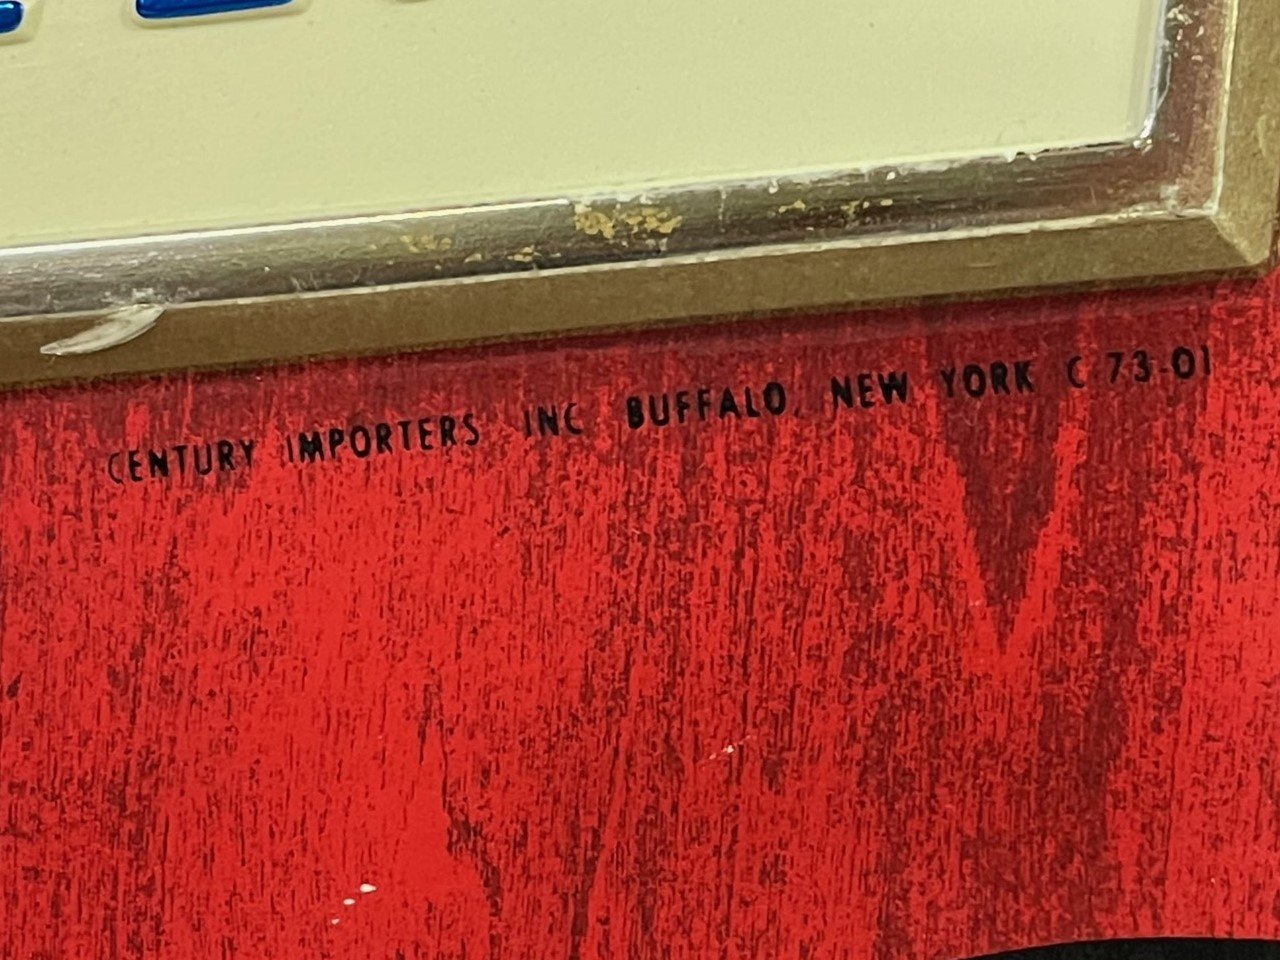 CENTURY IMPORTERS INC BUFFALO, NEW YORK C 73-01